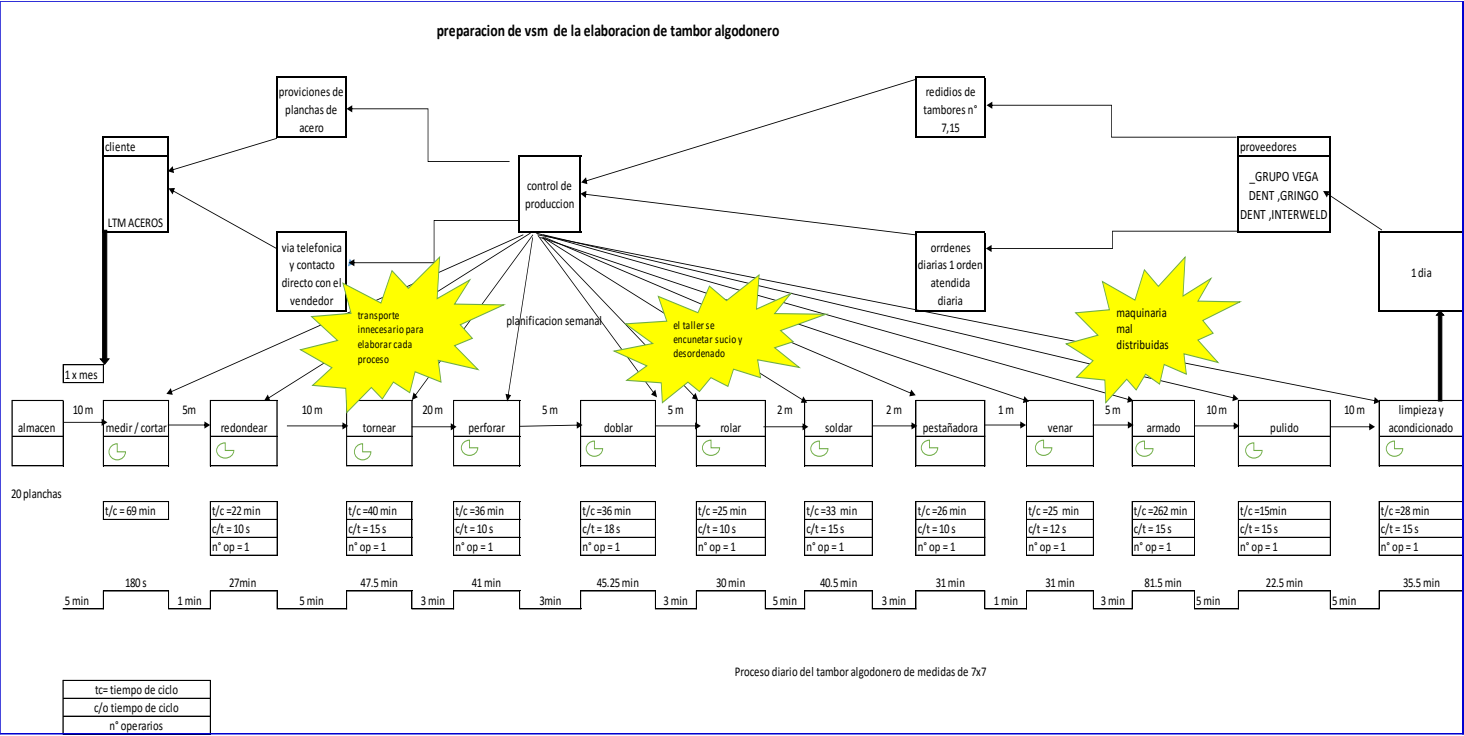 preparacion de vsm de la elaboracion de tambor algodonero
proviciones de
planchas de
acero
redidios de
tambores n°
7,15
cliente
LTM ACEROS
control de
produccion
proveedores
_GRUPO VEGA
DENT ,GRINGO
DENT ,INTERWELD
via telefonica
y contacto
directo con el
vendedor
orrdenes
diarias 1 orden
atendida
diaria
1 dia
transporte
innecesario para
elaborar cada
proceso
planificacion semanal
el taller se
encunetar sucio y
desordenado
maquinaria
mal
distribuidas
1 x mes
10 m
5m
10 m
20 m
5 m
5 m
2 m
2 m
1 m
5 m
10 m
10 m
almacen
medir / cortar
redondear
tornear
perforar
doblar
rolar
soldar
pestañadora
venar
armado
pulido
limpieza y
acondicionado
20 planchas
t/c = 69 min
t/c =22 min
c/t = 10 s
n° op = 1
t/c =40 min
c/t = 15 s
n° op = 1
t/c =36 min
c/t = 10 s
n° op = 1
t/c =36 min
c/t = 18 s
n° op = 1
t/c =25 min
c/t = 10 s
n° op = 1
t/c =33 min
c/t = 15 s
n° op = 1
t/c =26 min
c/t = 10 s
n° op = 1
t/c =25 min
c/t = 12 s
n° op = 1
t/c =262 min
c/t = 15 s
n° op = 1
t/c =15min
c/t = 15 s
n° op = 1
t/c =28 min
c/t = 15 s
n° op = 1
180 s
27min
47.5 min
41 min
45.25 min
30 min
40.5 min
31 min
31 min
81.5 min
22.5 min
35.5 min
5 min
1 min
5 min
3 min
3min
3 min
5 min
3 min
1 min
3 min
5 min
5 min
Proceso diario del tambor algodonero de medidas de 7x7
tc= tiempo de ciclo
c/o tiempo de ciclo
n° operarios